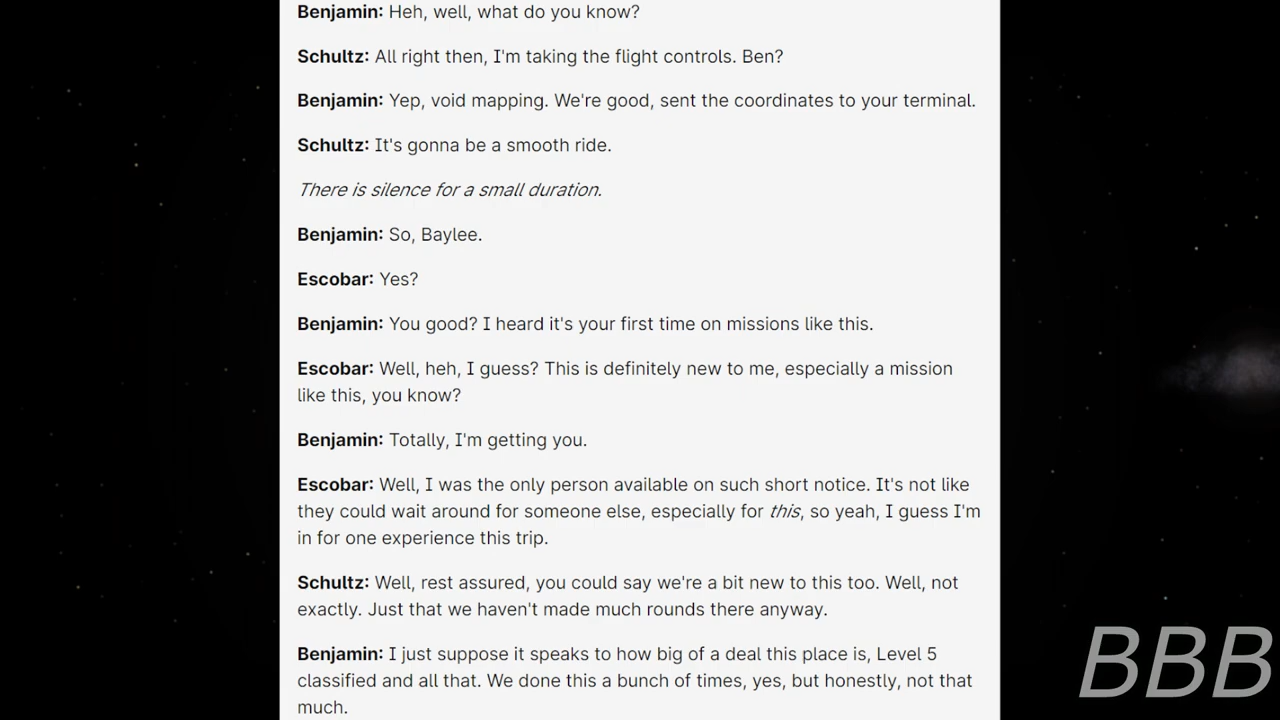 Benjamin: Heh, well, what do you know?
Schultz: All right then, I'm taking the flight controls. Ben?
Benjamin: Yep, void mapping. We're good, sent the coordinates to your terminal.
Schultz: It's gonna be a smooth ride.
There is silence for a small duration.
Benjamin: So, Baylee.
Escobar: Yes?
Benjamin: You good? I heard it's your first time on missions like this.
Escobar: Well, heh, I guess? This is definitely new to me, especially a mission
like this, you know?
Benjamin: Totally, I'm getting you.
Escobar: Well, I was the only person available on such short notice. It's not like
they could wait around for someone else, especially for this, so yeah, I guess I'm
in for one experience this trip.
Schultz: Well, rest assured, you could say we're a bit new to this too. Well, not
exactly. Just that we haven't made much rounds there anyway.
Benjamin: I just suppose it speaks to how big of a deal this place is, Level 5
classified and all that. We done this a bunch of times, yes, but honestly, not that
much.
BBB